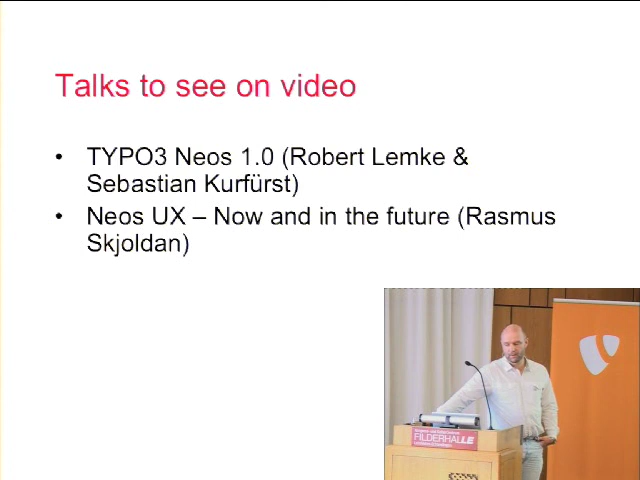 Talks to see on video
• TYPO3 Neos 1.0 (Robert Lemke &
Sebastian Kurfürst)
• Neos UX – Now and in the future (Rasmus
Skjoldan)
FILDERHALLE